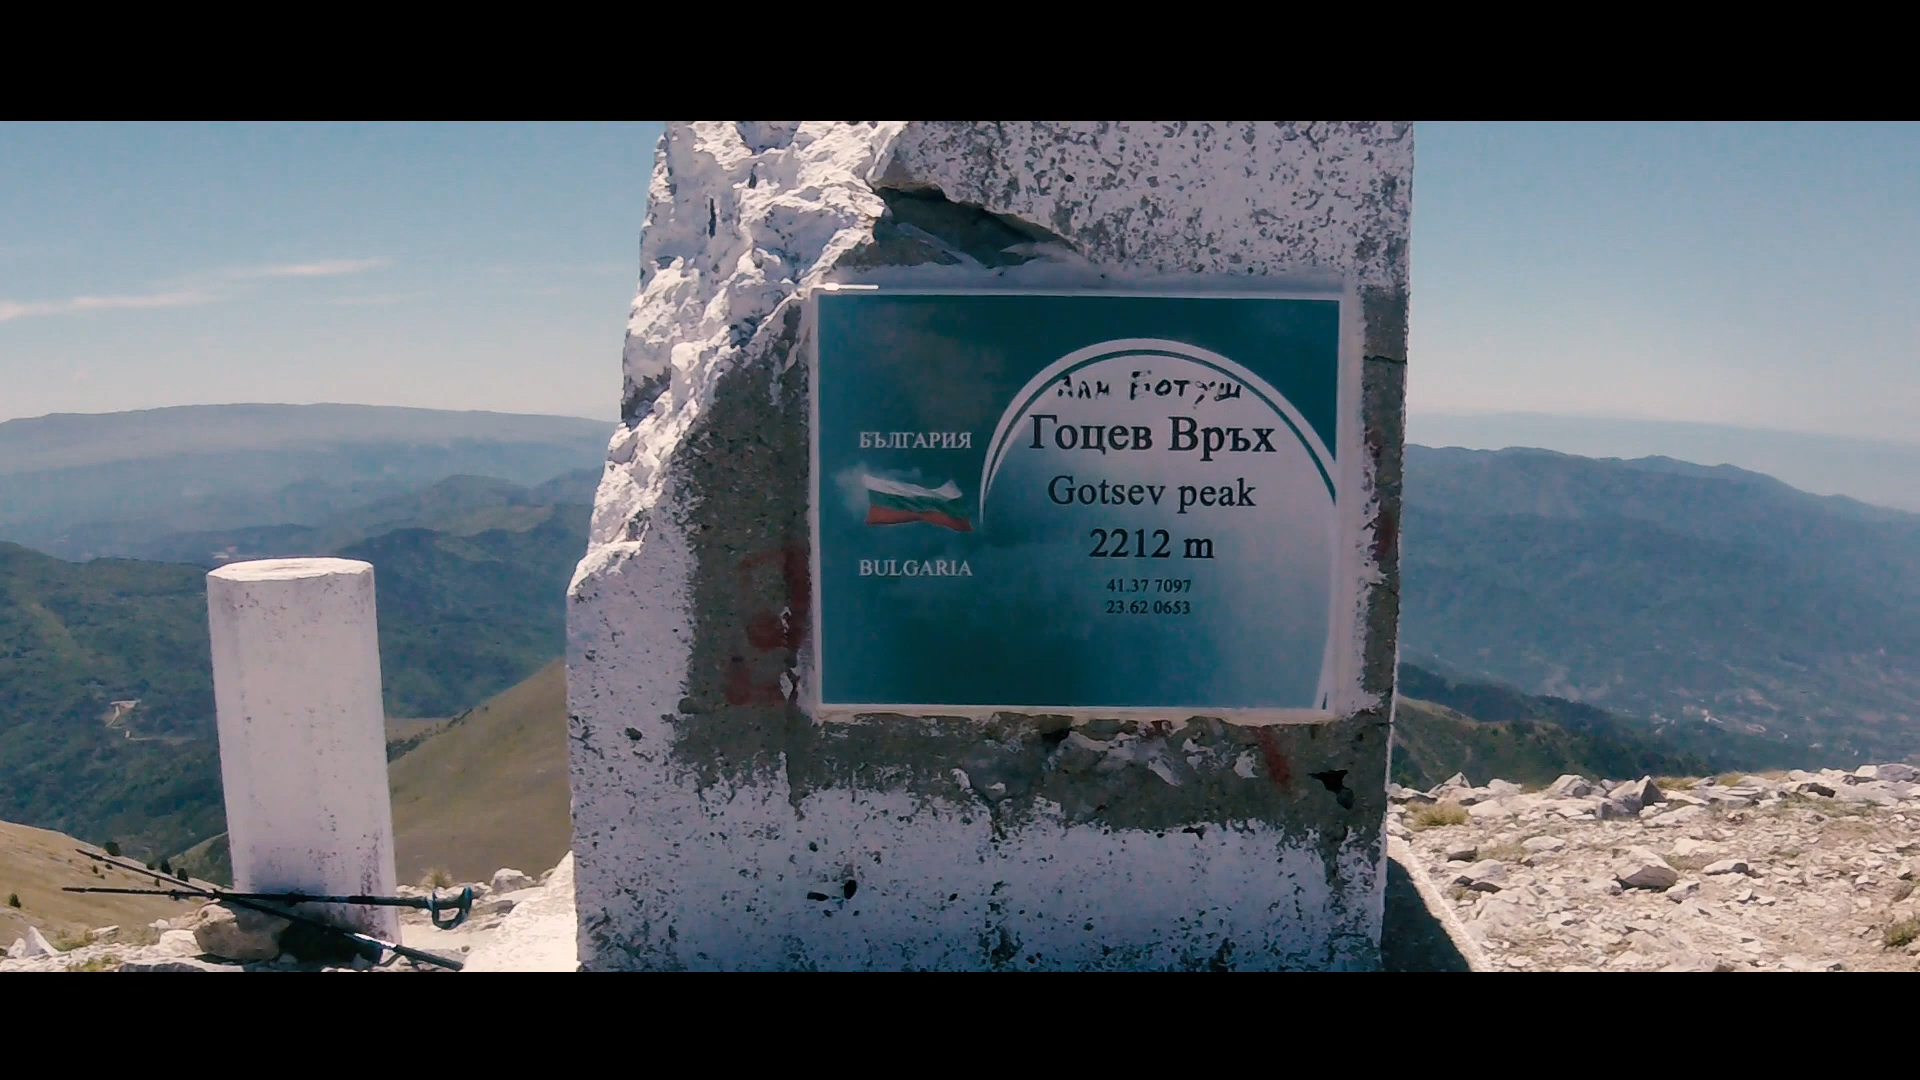 Али Ботуш
Гоцев Връх
Gotsev peak
2212 m
41.37 7097
23.62 0653
БЪЛГАРИЯ
BULGARIA